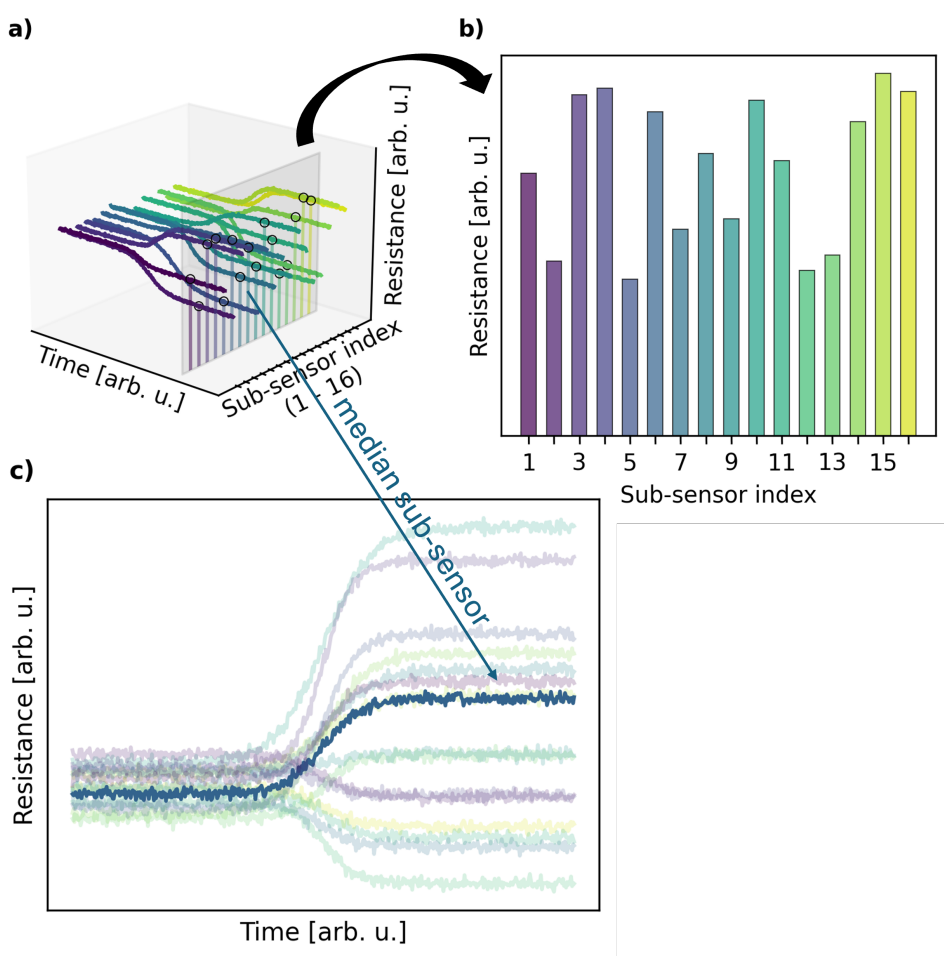 a)
Resistance [arb. u.]
Time [arb. u.]
Sub-sensor index
(1 - 16)
b)
Resistance [arb. u.]
1 3 5 7 9 11 13 15
Sub-sensor index
median sub-sensor
c)
Resistance [arb. u.]
Time [arb. u.]